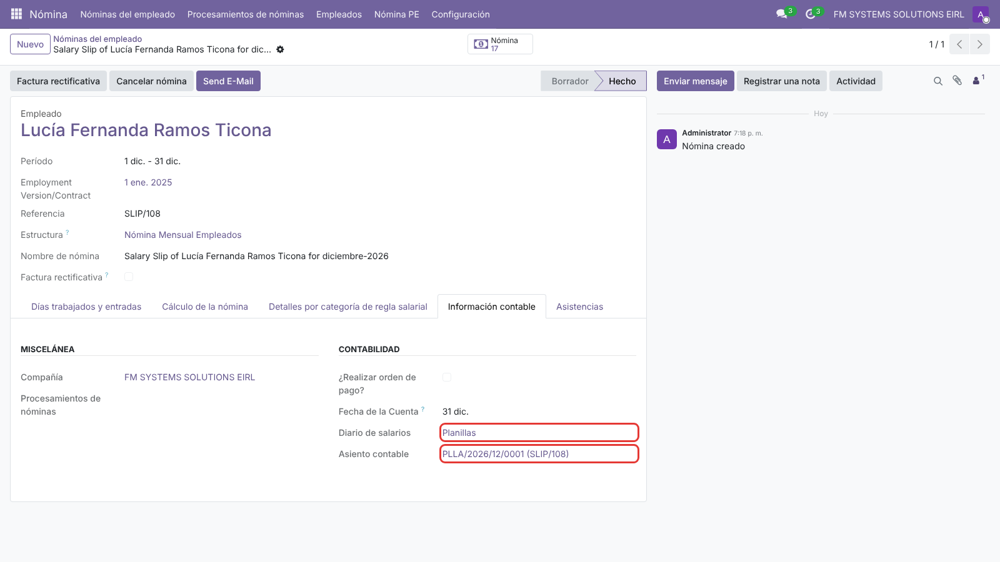 Nómina
Nóminas del empleado
Procesamientos de nóminas
Empleados
Nómina PE
Configuración
3
3
FM SYSTEMS SOLUTIONS EIRL
A
Nuevo
Nóminas del empleado
Salary Slip of Lucía Fernanda Ramos Ticona for dic...
Nómina
17
1 / 1
Factura rectificativa
Cancelar nómina
Send E-Mail
Borrador
Hecho
Enviar mensaje
Registrar una nota
Actividad
1
Empleado
Lucía Fernanda Ramos Ticona
Período
1 dic. - 31 dic.
Employment Version/Contract
1 ene. 2025
Referencia
SLIP/108
Estructura ?
Nómina Mensual Empleados
Nombre de nómina
Salary Slip of Lucía Fernanda Ramos Ticona for diciembre-2026
Factura rectificativa ?
Hoy
A
Administrator 7:18 p. m.
Nómina creado
Días trabajados y entradas
Cálculo de la nómina
Detalles por categoría de regla salarial
Información contable
Asistencias
MISCELÁNEA
Compañía
FM SYSTEMS SOLUTIONS EIRL
Procesamientos de
nóminas
CONTABILIDAD
¿Realizar orden de
pago?
Fecha de la Cuenta ?
31 dic.
Diario de salarios
Planillas
Asiento contable
PLLA/2026/12/0001 (SLIP/108)